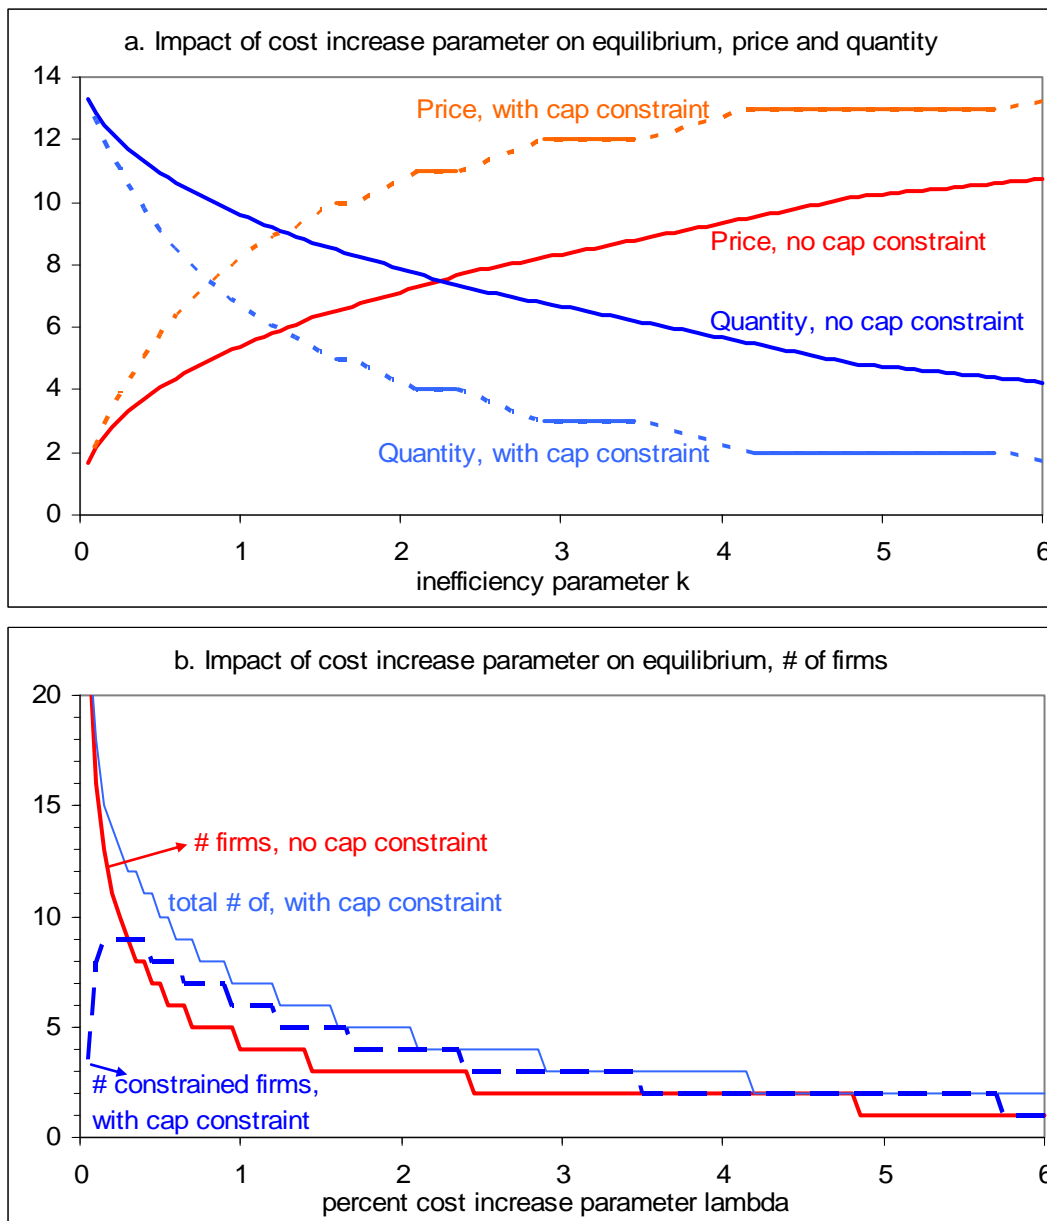 a. Impact of cost increase parameter on equilibrium, price and quantity
14
12
10
8
6
4
2
0
Price, with cap constraint
Price, no cap constraint
Quantity, no cap constraint
Quantity, with cap constraint
0 1 2 3 4 5 6
inefficiency parameter k
b. Impact of cost increase parameter on equilibrium, # of firms
20
15
10
5
0
# firms, no cap constraint
total # of, with cap constraint
# constrained firms,
with cap constraint
0 1 2 3 4 5 6
percent cost increase parameter lambda